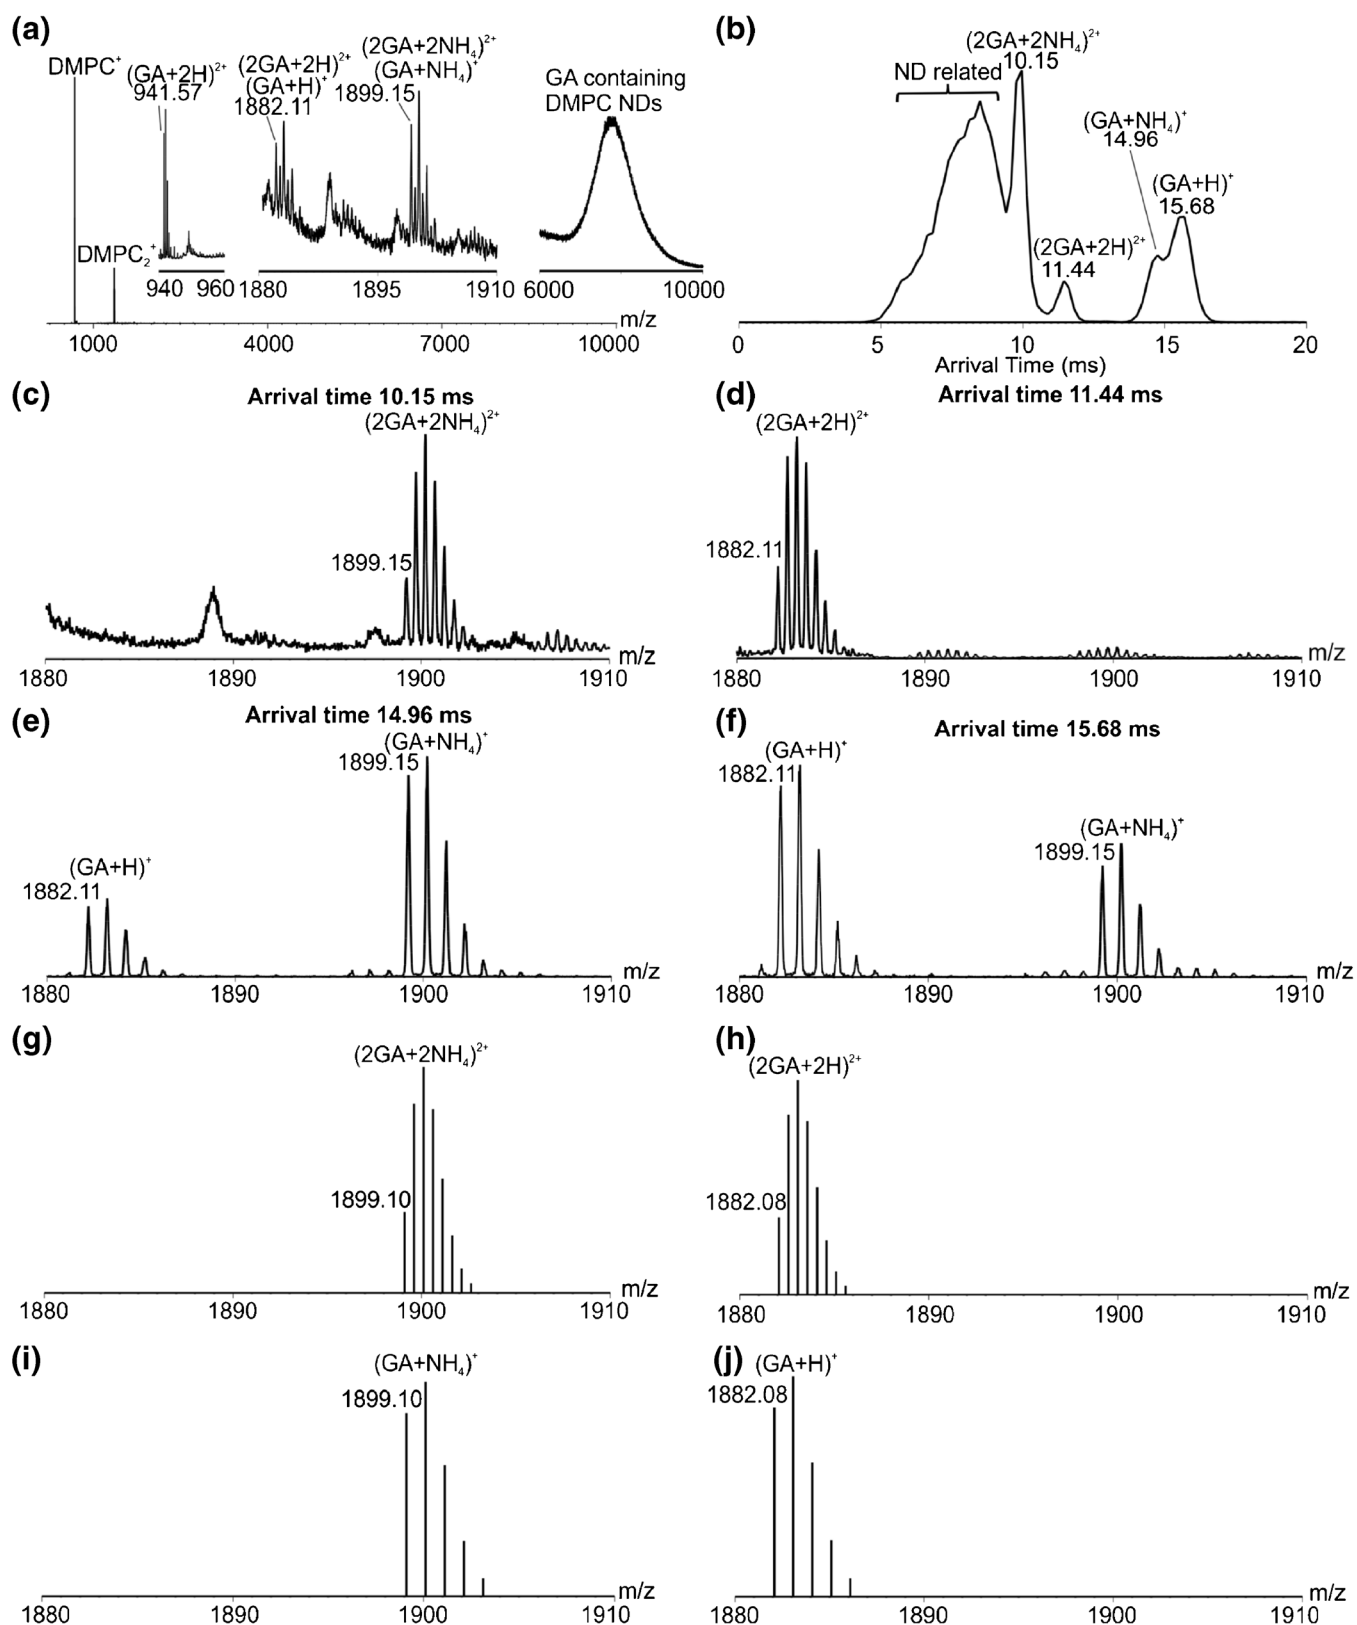 (a)
DMPC⁺
(GA+2H)²⁺
941.57
(2GA+2H)²⁺
(GA+H)⁺
1882.11
(2GA+2NH₄)²⁺
(GA+NH₄)⁺
1899.15
GA containing
DMPC NDs
DMPC₂⁺
940 960 1880 1895 1910 6000 10000
m/z
1000 4000 7000 10000
(b)
(2GA+2NH₄)²⁺
10.15
ND related
(GA+NH₄)⁺
14.96
(GA+H)⁺
15.68
(2GA+2H)²⁺
11.44
0 5 10 15 20
Arrival Time (ms)
(c)
Arrival time 10.15 ms
(2GA+2NH₄)²⁺
1899.15
m/z
1880 1890 1900 1910
(d)
Arrival time 11.44 ms
(2GA+2H)²⁺
1882.11
m/z
1880 1890 1900 1910
(e)
Arrival time 14.96 ms
(GA+NH₄)⁺
1899.15
(GA+H)⁺
1882.11
m/z
1880 1890 1900 1910
(f)
Arrival time 15.68 ms
(GA+H)⁺
1882.11
(GA+NH₄)⁺
1899.15
m/z
1880 1890 1900 1910
(g)
(2GA+2NH₄)²⁺
1899.10
m/z
1880 1890 1900 1910
(h)
(2GA+2H)²⁺
1882.08
m/z
1880 1890 1900 1910
(i)
(GA+NH₄)⁺
1899.10
m/z
1880 1890 1900 1910
(j)
(GA+H)⁺
1882.08
m/z
1880 1890 1900 1910